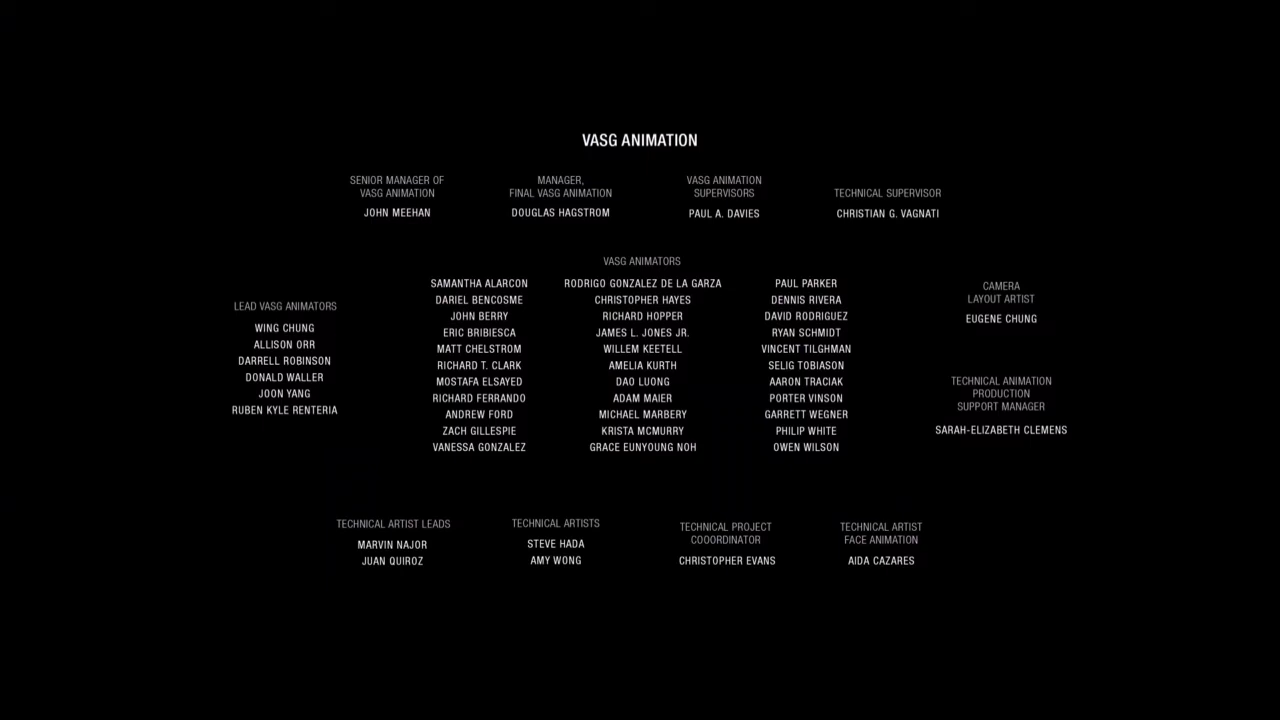 VASG ANIMATION
SENIOR MANAGER OF
VASG ANIMATION
JOHN MEEHAN
MANAGER,
FINAL VASG ANIMATION
DOUGLAS HAGSTROM
VASG ANIMATION
SUPERVISORS
PAUL A. DAVIES
TECHNICAL SUPERVISOR
CHRISTIAN G. VAGNATI
LEAD VASG ANIMATORS
WING CHUNG
ALLISON ORR
DARRELL ROBINSON
DONALD WALLER
JOON YANG
RUBEN KYLE RENTERIA
VASG ANIMATORS
SAMANTHA ALARCON
DARIEL BENCOSME
JOHN BERRY
ERIC BRIBIESCA
MATT CHELSTROM
RICHARD T. CLARK
MOSTAFA ELSAYED
RICHARD FERRANDO
ANDREW FORD
ZACH GILLESPIE
VANESSA GONZALEZ
RODRIGO GONZALEZ DE LA GARZA
CHRISTOPHER HAYES
RICHARD HOPPER
JAMES L. JONES JR.
WILLEM KEETELL
AMELIA KURTH
DAO LUONG
ADAM MAIER
MICHAEL MARBERY
KRISTA MCMURRY
GRACE EUNYOUNG NOH
PAUL PARKER
DENNIS RIVERA
DAVID RODRIGUEZ
RYAN SCHMIDT
VINCENT TILGHMAN
SELIG TOBIASON
AARON TRACIAK
PORTER VINSON
GARRETT WEGNER
PHILIP WHITE
OWEN WILSON
CAMERA
LAYOUT ARTIST
EUGENE CHUNG
TECHNICAL ANIMATION
PRODUCTION
SUPPORT MANAGER
SARAH-ELIZABETH CLEMENS
TECHNICAL ARTIST LEADS
MARVIN NAJOR
JUAN QUIROZ
TECHNICAL ARTISTS
STEVE HADA
AMY WONG
TECHNICAL PROJECT
COOORDINATOR
CHRISTOPHER EVANS
TECHNICAL ARTIST
FACE ANIMATION
AIDA CAZARES